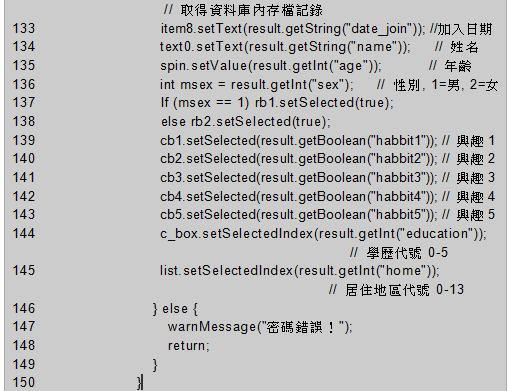 // 取得資料庫內存檔記錄
133 item8.setText(result.getString("date_join")); //加入日期
134 text0.setText(result.getString("name")); // 姓名
135 spin.setValue(result.getInt("age")); // 年齡
136 int msex = result.getInt("sex"); // 性別, 1=男, 2=女
137 If (msex == 1) rb1.setSelected(true);
138 else rb2.setSelected(true);
139 cb1.setSelected(result.getBoolean("habbit1")); // 興趣 1
140 cb2.setSelected(result.getBoolean("habbit2")); // 興趣 2
141 cb3.setSelected(result.getBoolean("habbit3")); // 興趣 3
142 cb4.setSelected(result.getBoolean("habbit4")); // 興趣 4
143 cb5.setSelected(result.getBoolean("habbit5")); // 興趣 5
144 c_box.setSelectedIndex(result.getInt("education"));
// 學歷代號 0-5
145 list.setSelectedIndex(result.getInt("home"));
// 居住地區代號 0-13
146 } else {
147 warnMessage("密碼錯誤！");
148 return;
149 }
150 }